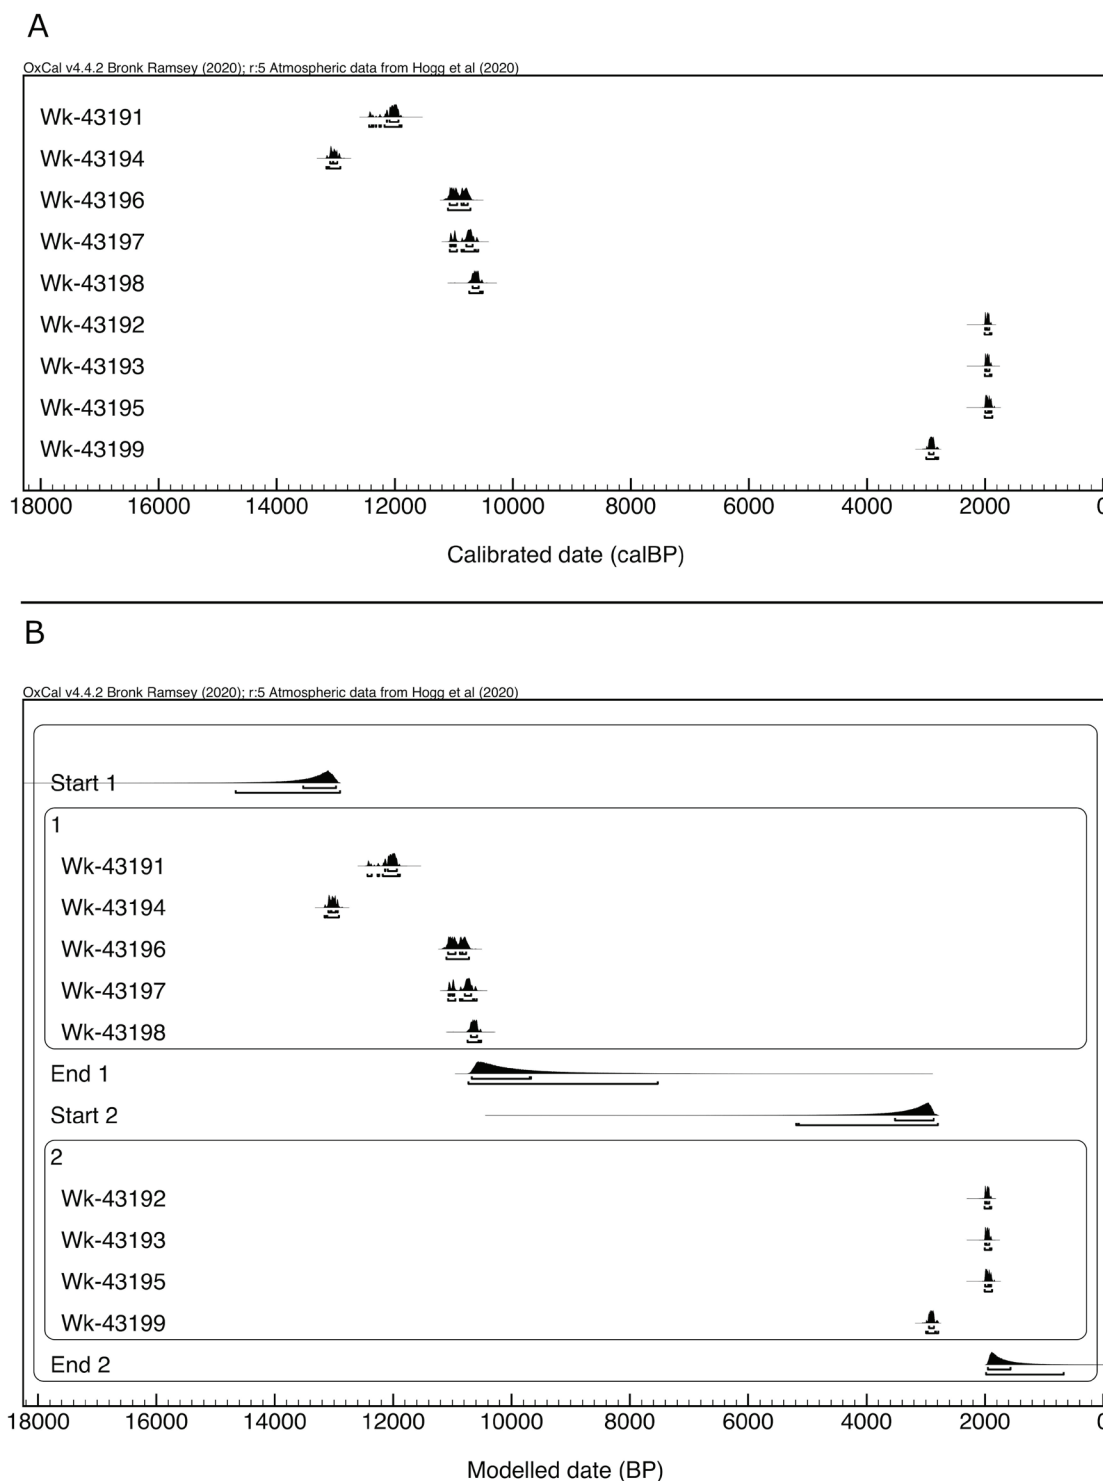 A
OxCal v4.4.2 Bronk Ramsey (2020); r:5 Atmospheric data from Hogg et al (2020)
Wk-43191
Wk-43194
Wk-43196
Wk-43197
Wk-43198
Wk-43192
Wk-43193
Wk-43195
Wk-43199
18000 16000 14000 12000 10000 8000 6000 4000 2000 0
Calibrated date (calBP)
B
OxCal v4.4.2 Bronk Ramsey (2020); r:5 Atmospheric data from Hogg et al (2020)
Start 1
1
Wk-43191
Wk-43194
Wk-43196
Wk-43197
Wk-43198
End 1
Start 2
2
Wk-43192
Wk-43193
Wk-43195
Wk-43199
End 2
18000 16000 14000 12000 10000 8000 6000 4000 2000 0
Modelled date (BP)